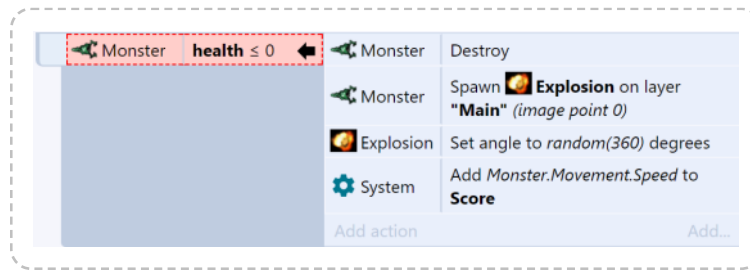 Monster health ≤ 0 Monster Destroy
Monster Spawn Explosion on layer
"Main" (image point 0)
Explosion Set angle to random(360) degrees
System Add Monster.Movement.Speed to
Score
Add action Add...